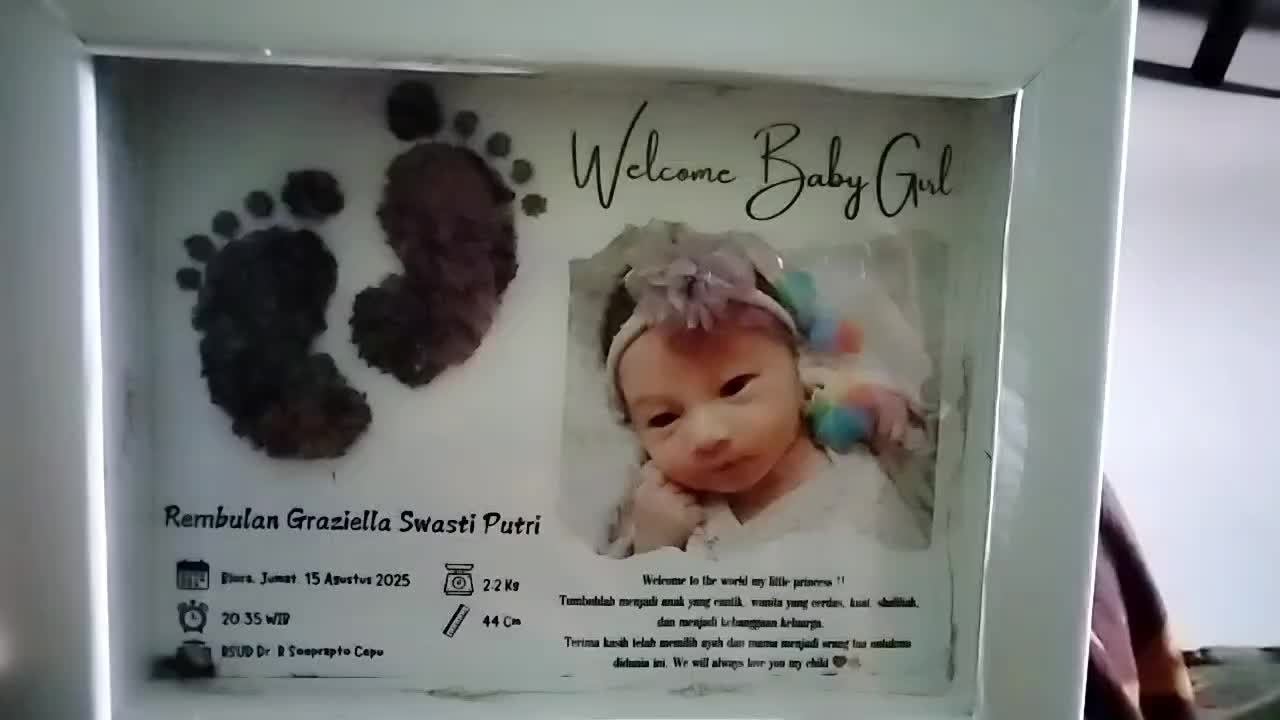 Welcome Baby Girl
Rembulan Graziella Swasti Putri
Blora, Jumat, 15 Agustus 2025
20.35 WIB
RSUD Dr. R Soeprapto Cepu
2.2 Kg
44 Cm
Welcome to the world my little princess !!
Tumbuhlah menjadi anak yang cantik, wanita yang cerdas, kuat, shalihah,
dan menjadi kebanggaan keluarga.
Terima kasih telah memilih ayah dan mama menjadi orang tua untukmu
didunia ini. We will always love you my child